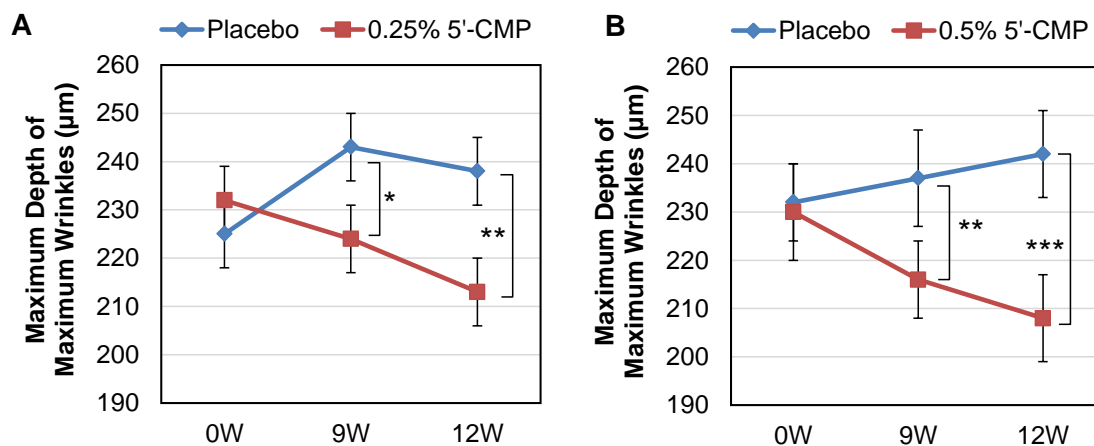 A
Placebo 0.25% 5'-CMP
Maximum Depth of
Maximum Wrinkles (μm)
260
250
240
230
220
210
200
190
*
**
0W 9W 12W
B
Placebo 0.5% 5'-CMP
Maximum Depth of
Maximum Wrinkles (μm)
260
250
240
230
220
210
200
190
**
***
0W 9W 12W